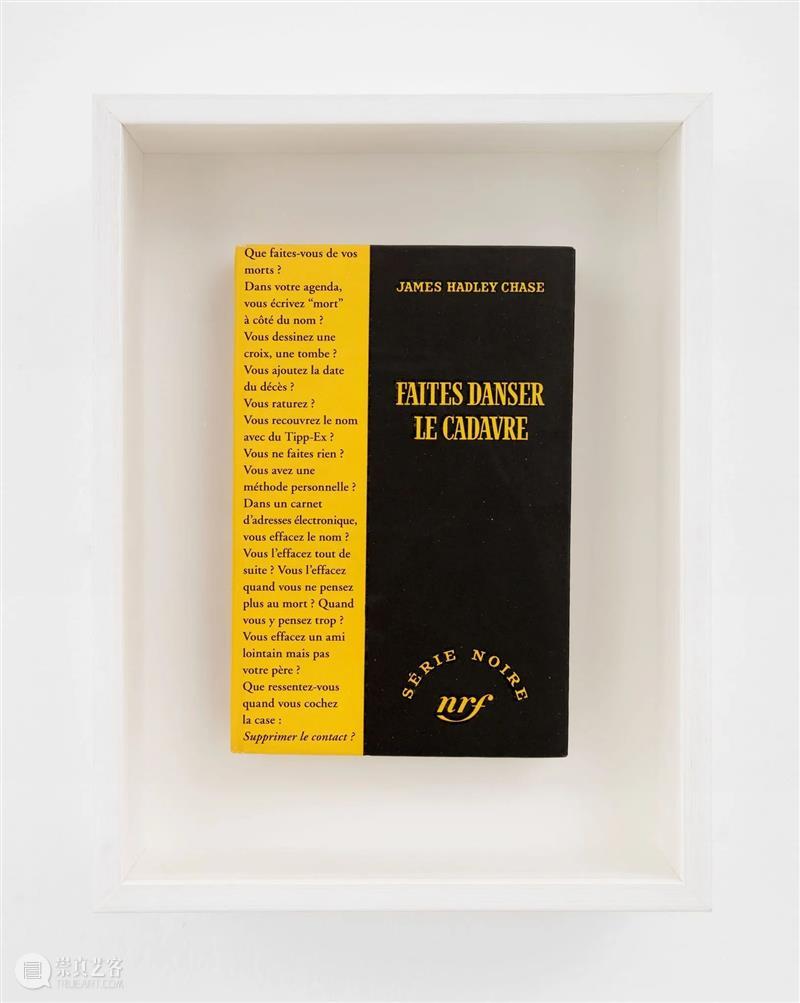 Que faites-vous de vos
morts ?
Dans votre agenda,
vous écrivez “mort”
à côté du nom ?
Vous dessinez une
croix, une tombe ?
Vous ajoutez la date
du décès ?
Vous raturez ?
Vous recouvrez le nom
avec du Tipp-Ex ?
Vous ne faites rien ?
Vous avez une
méthode personnelle ?
Dans un carnet
d’adresses électronique,
vous effacez le nom ?
Vous l’effacez tout de
suite ? Vous l’effacez
quand vous ne pensez
plus au mort ? Quand
vous y pensez trop ?
Vous effacez un ami
lointain mais pas
votre père ?
Que ressentez-vous
quand vous cochez
la case :
Supprimer le contact ?
JAMES HADLEY CHASE
FAITES DANSER
LE CADAVRE
SÉRIE NOIRE
nrf
崇真艺客
TRUEART.COM